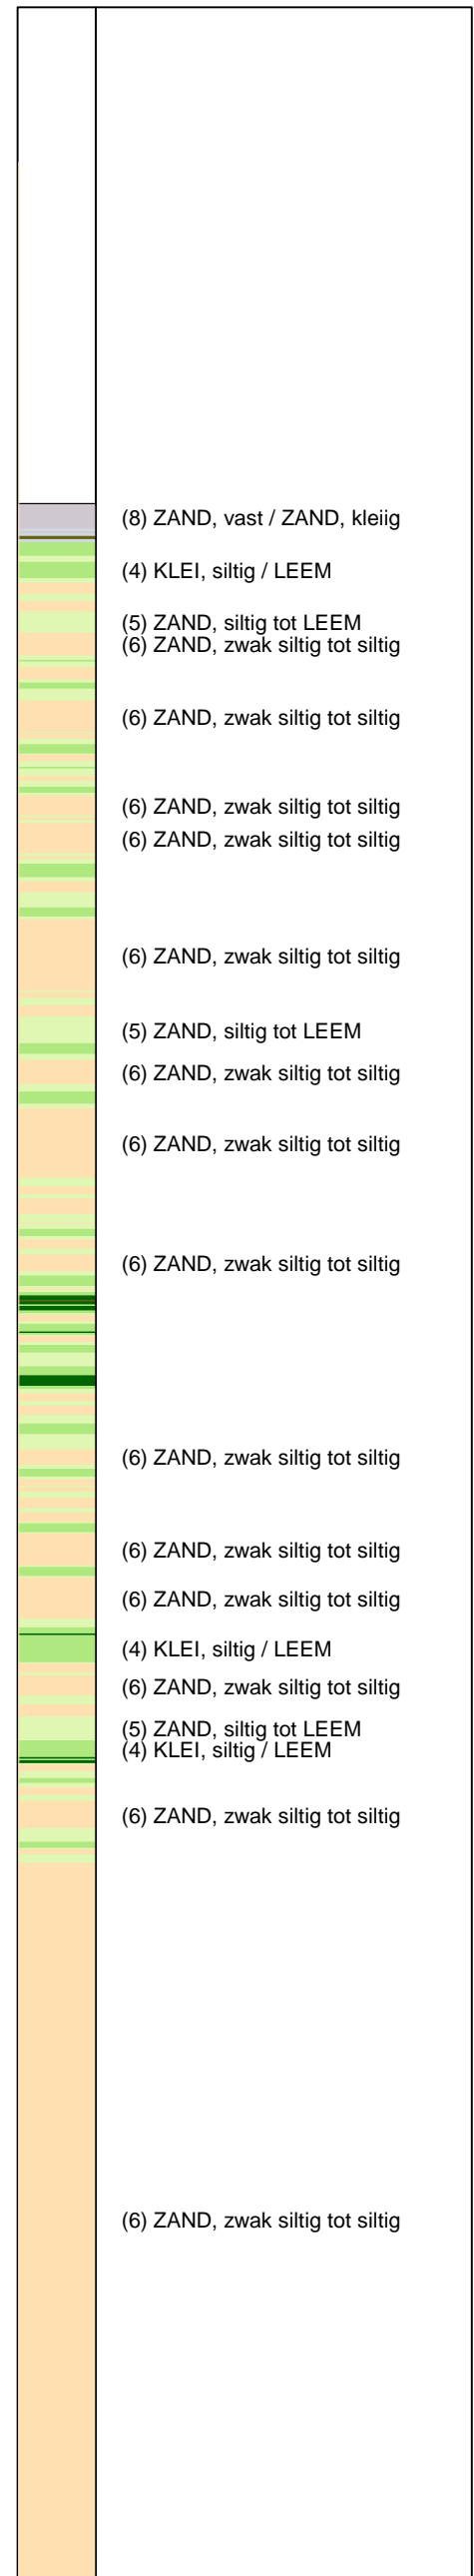 (8) ZAND, vast / ZAND, kleiig
(4) KLEI, siltig / LEEM
(5) ZAND, siltig tot LEEM
(6) ZAND, zwak siltig tot siltig
(6) ZAND, zwak siltig tot siltig
(6) ZAND, zwak siltig tot siltig
(6) ZAND, zwak siltig tot siltig
(6) ZAND, zwak siltig tot siltig
(5) ZAND, siltig tot LEEM
(6) ZAND, zwak siltig tot siltig
(6) ZAND, zwak siltig tot siltig
(6) ZAND, zwak siltig tot siltig
(6) ZAND, zwak siltig tot siltig
(6) ZAND, zwak siltig tot siltig
(6) ZAND, zwak siltig tot siltig
(4) KLEI, siltig / LEEM
(6) ZAND, zwak siltig tot siltig
(5) ZAND, siltig tot LEEM
(4) KLEI, siltig / LEEM
(6) ZAND, zwak siltig tot siltig
(6) ZAND, zwak siltig tot siltig